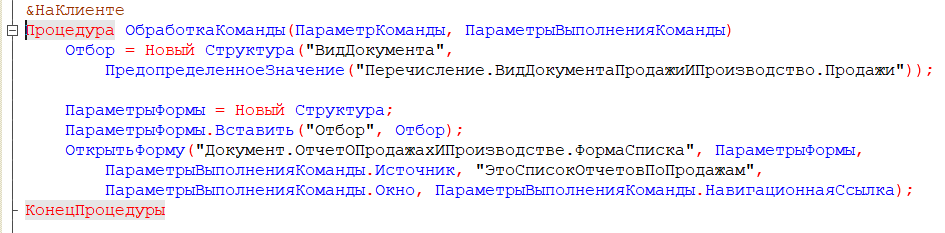 &НаКлиенте
Процедура ОбработкаКоманды(ПараметрКоманды, ПараметрыВыполненияКоманды)
Отбор = Новый Структура("ВидДокумента",
ПредопределенноеЗначение("Перечисление.ВидДокументаПродажиИПроизводство.Продажи"));
ПараметрыФормы = Новый Структура;
ПараметрыФормы.Вставить("Отбор", Отбор);
ОткрытьФорму("Документ.ОтчетОПродажахИПроизводстве.ФормаСписка", ПараметрыФормы,
ПараметрыВыполненияКоманды.Источник, "ЭтоСписокОтчетовПоПродажам",
ПараметрыВыполненияКоманды.Окно, ПараметрыВыполненияКоманды.НавигационнаяСсылка);
КонецПроцедуры